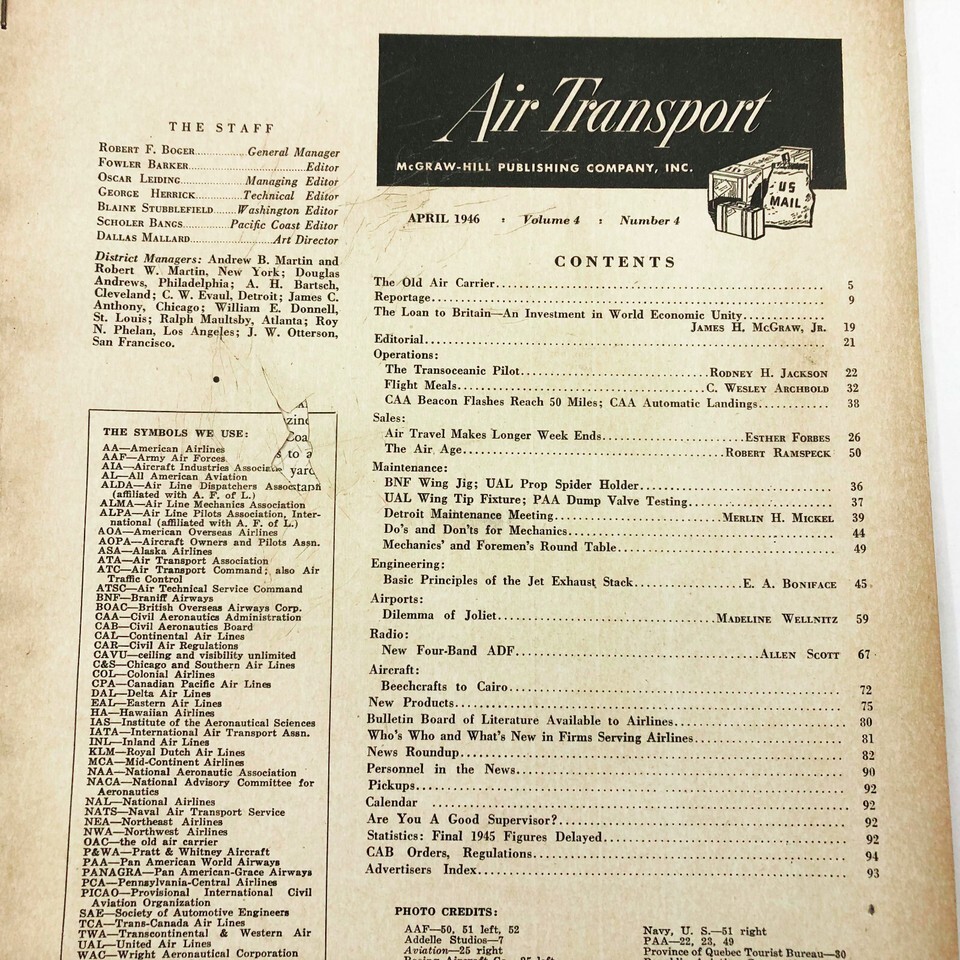 THE STAFF
ROBERT F. BOGER................General Manager
FOWLER BARKER................................Editor
OSCAR LEIDING................Managing Editor
GEORGE HERRICK............Technical Editor
BLAINE STUBBLEFIELD.......Washington Editor
SCHOLER BANGS...........Pacific Coast Editor
DALLAS MALLARD.......................Art Director
District Managers: Andrew B. Martin and
Robert W. Martin, New York; Douglas
Andrews, Philadelphia; A. H. Bartsch,
Cleveland; C. W. Evaul, Detroit; James C.
Anthony, Chicago; William E. Donnell,
St. Louis; Ralph Maultsby, Atlanta; Roy
N. Phelan, Los Angeles; J. W. Otterson,
San Francisco.
THE SYMBOLS WE USE:
AA—American Airlines
AAF—Army Air Forces
AIA—Aircraft Industries
AL—All American Aviation
ALDA—Air Line Dispatchers
(affiliated with A. F. of L.)
ALMA—Air Line Mechanics Association
ALPA—Air Line Pilots Association, Inter-
national (affiliated with A. F. of L.)
AOA—American Overseas Airlines
AOPA—Aircraft Owners and Pilots Assn.
ASA—Alaska Airlines
ATA—Air Transport Association
ATC—Air Transport Command; also Air
Traffic Control
ATSC—Air Technical Service Command
BNF—Braniff Airways
BOAC—British Overseas Airways Corp.
CAA—Civil Aeronautics Administration
CAB—Civil Aeronautics Board
CAL—Continental Air Lines
CAR—Civil Air Regulations
CAVU—ceiling and visibility unlimited
C&S—Chicago and Southern Air Lines
COL—Colonial Airlines
CPA—Canadian Pacific Air Lines
DAL—Delta Air Lines
EAL—Eastern Air Lines
HA—Hawaiian Airlines
IAS—Institute of the Aeronautical Sciences
IATA—International Air Transport Assn.
INL—Inland Air Lines
KLM—Royal Dutch Air Lines
MCA—Mid-Continent Airlines
NAA—National Aeronautic Association
NACA—National Advisory Committee for
Aeronautics
NAL—National Airlines
NATS—Naval Air Transport Service
NEA—Northeast Airlines
NWA—Northwest Airlines
OAC—the old air carrier
P&WA—Pratt & Whitney Aircraft
PAA—Pan American World Airways
PANAGRA—Pan American-Grace Airways
PCA—Pennsylvania-Central Airlines
PICAO—Provisional International Civil
Aviation Organization
SAE—Society of Automotive Engineers
TCA—Trans-Canada Air Lines
TWA—Transcontinental & Western Air
UAL—United Air Lines
WAC—Wright Aeronautical Corporation
Air Transport
McGRAW-HILL PUBLISHING COMPANY, INC.
US
MAIL
APRIL 1946 : Volume 4 : Number 4
CONTENTS
The Old Air Carrier........................ 5
Reportage........................ 9
The Loan to Britain—An Investment in World Economic Unity.............
JAMES H. McGRAW, JR. 19
Editorial........................ 21
Operations:
The Transoceanic Pilot........................RODNEY H. JACKSON 22
Flight Meals........................C. WESLEY ARCHBOLD 32
CAA Beacon Flashes Reach 50 Miles; CAA Automatic Landings........... 38
Sales:
Air Travel Makes Longer Week Ends........................ESTHER FORBES 26
The Air Age........................ROBERT RAMSPECK 50
Maintenance:
BNF Wing Jig; UAL Prop Spider Holder........................ 36
UAL Wing Tip Fixture; PAA Dump Valve Testing........................ 37
Detroit Maintenance Meeting........................MERLIN H. MICKEL 39
Do's and Don'ts for Mechanics........................ 44
Mechanics' and Foremen's Round Table........................ 49
Engineering:
Basic Principles of the Jet Exhaust Stack................E. A. BONIFACE 45
Airports:
Dilemma of Joliet........................MADELINE WELLNITZ 59
Radio:
New Four-Band ADF........................ALLEN SCOTT 67
Aircraft:
Beechcrafts to Cairo........................ 72
New Products........................ 75
Bulletin Board of Literature Available to Airlines........................ 80
Who's Who and What's New in Firms Serving Airlines........................ 81
News Roundup........................ 82
Personnel in the News........................ 90
Pickups........................ 92
Calendar ........................ 92
Are You A Good Supervisor?........................ 92
Statistics: Final 1945 Figures Delayed........................ 92
CAB Orders, Regulations........................ 94
Advertisers Index........................ 93
PHOTO CREDITS:
AAF—50, 51 left, 52
Addelle Studios—7
Aviation—25 right
Navy, U. S.—51 right
PAA—22, 23, 49
Province of Quebec Tourist Bureau—30